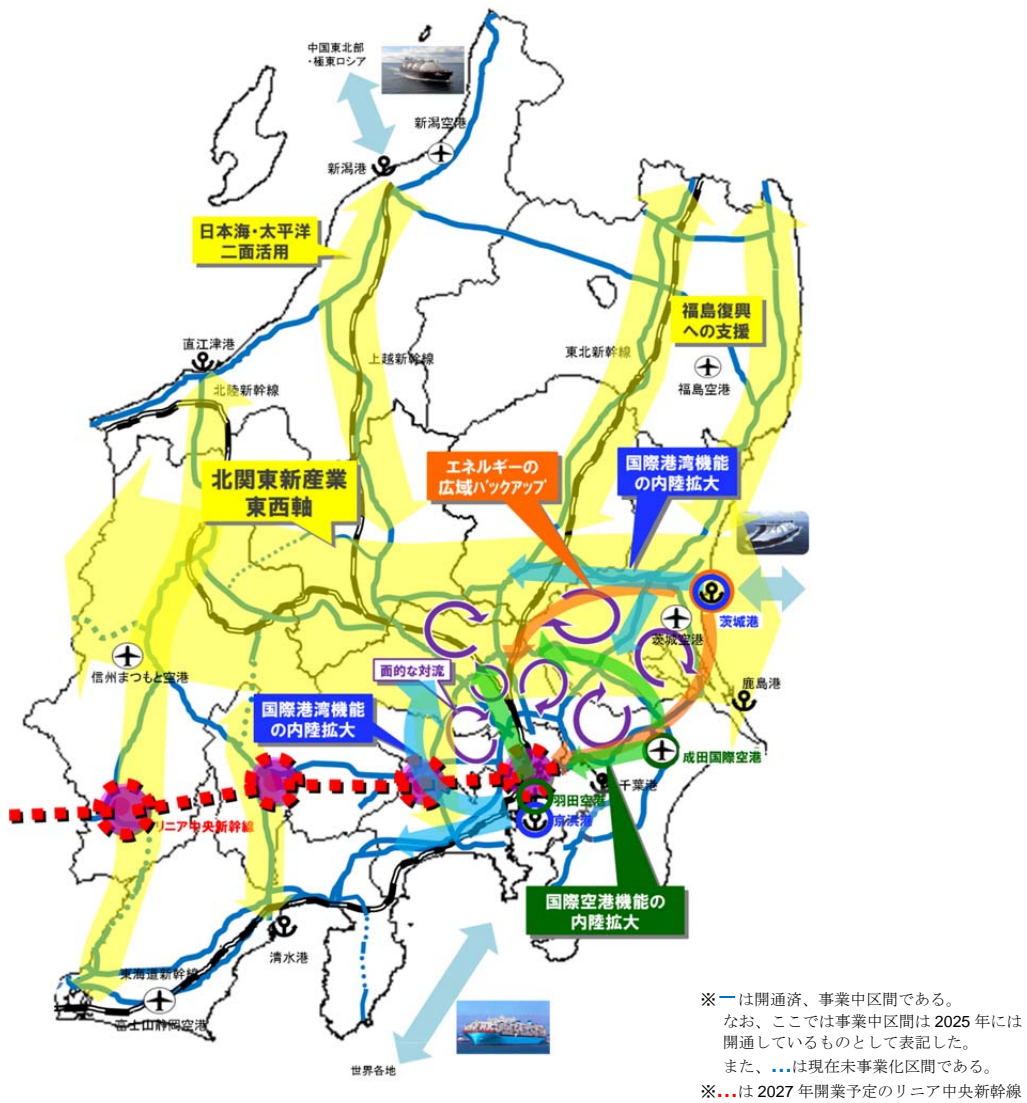 中国東北部
・極東ロシア
新潟空港
新潟港
日本海・太平洋
二面活用
福島復興
への支援
直江津港
上越新幹線
東北新幹線
福島空港
北陸新幹線
エネルギーの
広域バックアップ
国際港湾機能
の内陸拡大
北関東新産業
東西軸
茨城港
茨城空港
面的な対流
信州まつもと空港
鹿島港
国際港湾機能
の内陸拡大
成田国際空港
千葉港
羽田空港
京浜港
リニア中央新幹線
国際空港機能の
内陸拡大
清水港
東海道新幹線
富士山静岡空港
世界各地
※━は開通済、事業中区間である。
なお、ここでは事業中区間は 2025 年には
開通しているものとして表記した。
また、…は現在未事業化区間である。
※…は 2027 年開業予定のリニア中央新幹線